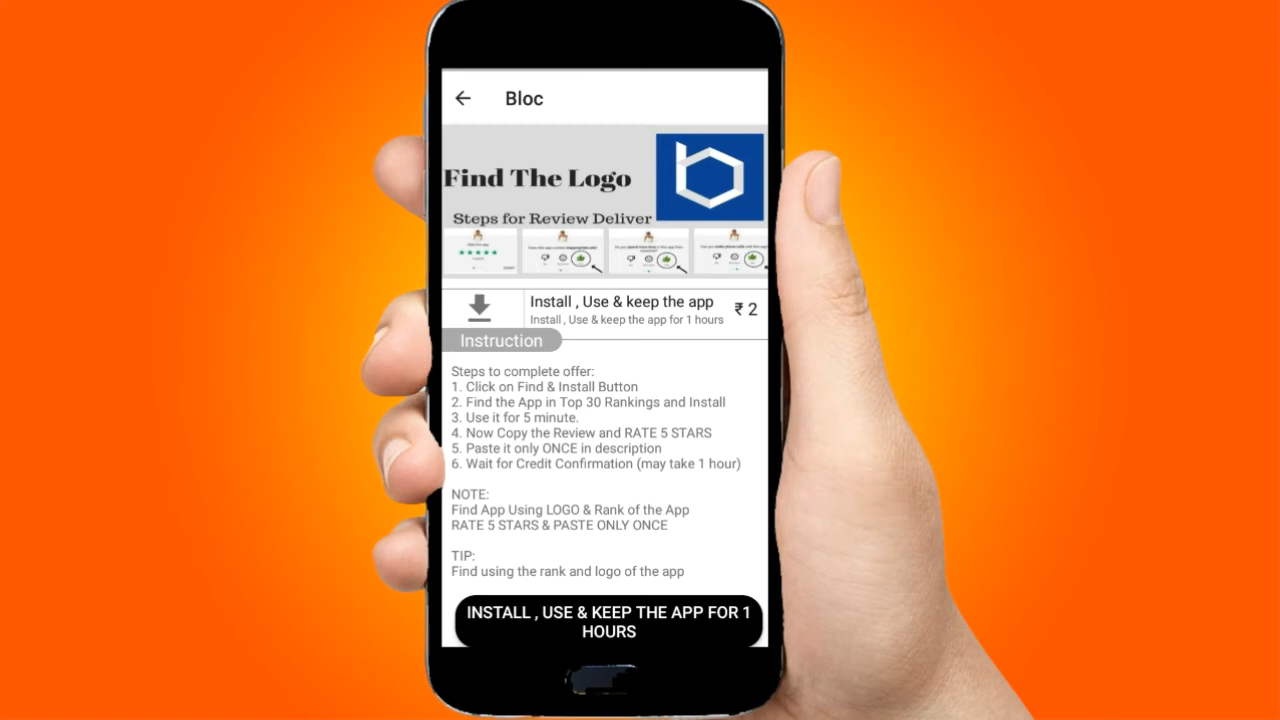 Bloc
Find The Logo
Steps for Review Deliver
Install , Use & keep the app
Install , Use & keep the app for 1 hours
₹ 2
Instruction
Steps to complete offer:
1. Click on Find & Install Button
2. Find the App in Top 30 Rankings and Install
3. Use it for 5 minute.
4. Now Copy the Review and RATE 5 STARS
5. Paste it only ONCE in description
6. Wait for Credit Confirmation (may take 1 hour)
NOTE:
Find App Using LOGO & Rank of the App
RATE 5 STARS & PASTE ONLY ONCE
TIP:
Find using the rank and logo of the app
INSTALL , USE & KEEP THE APP FOR 1
HOURS